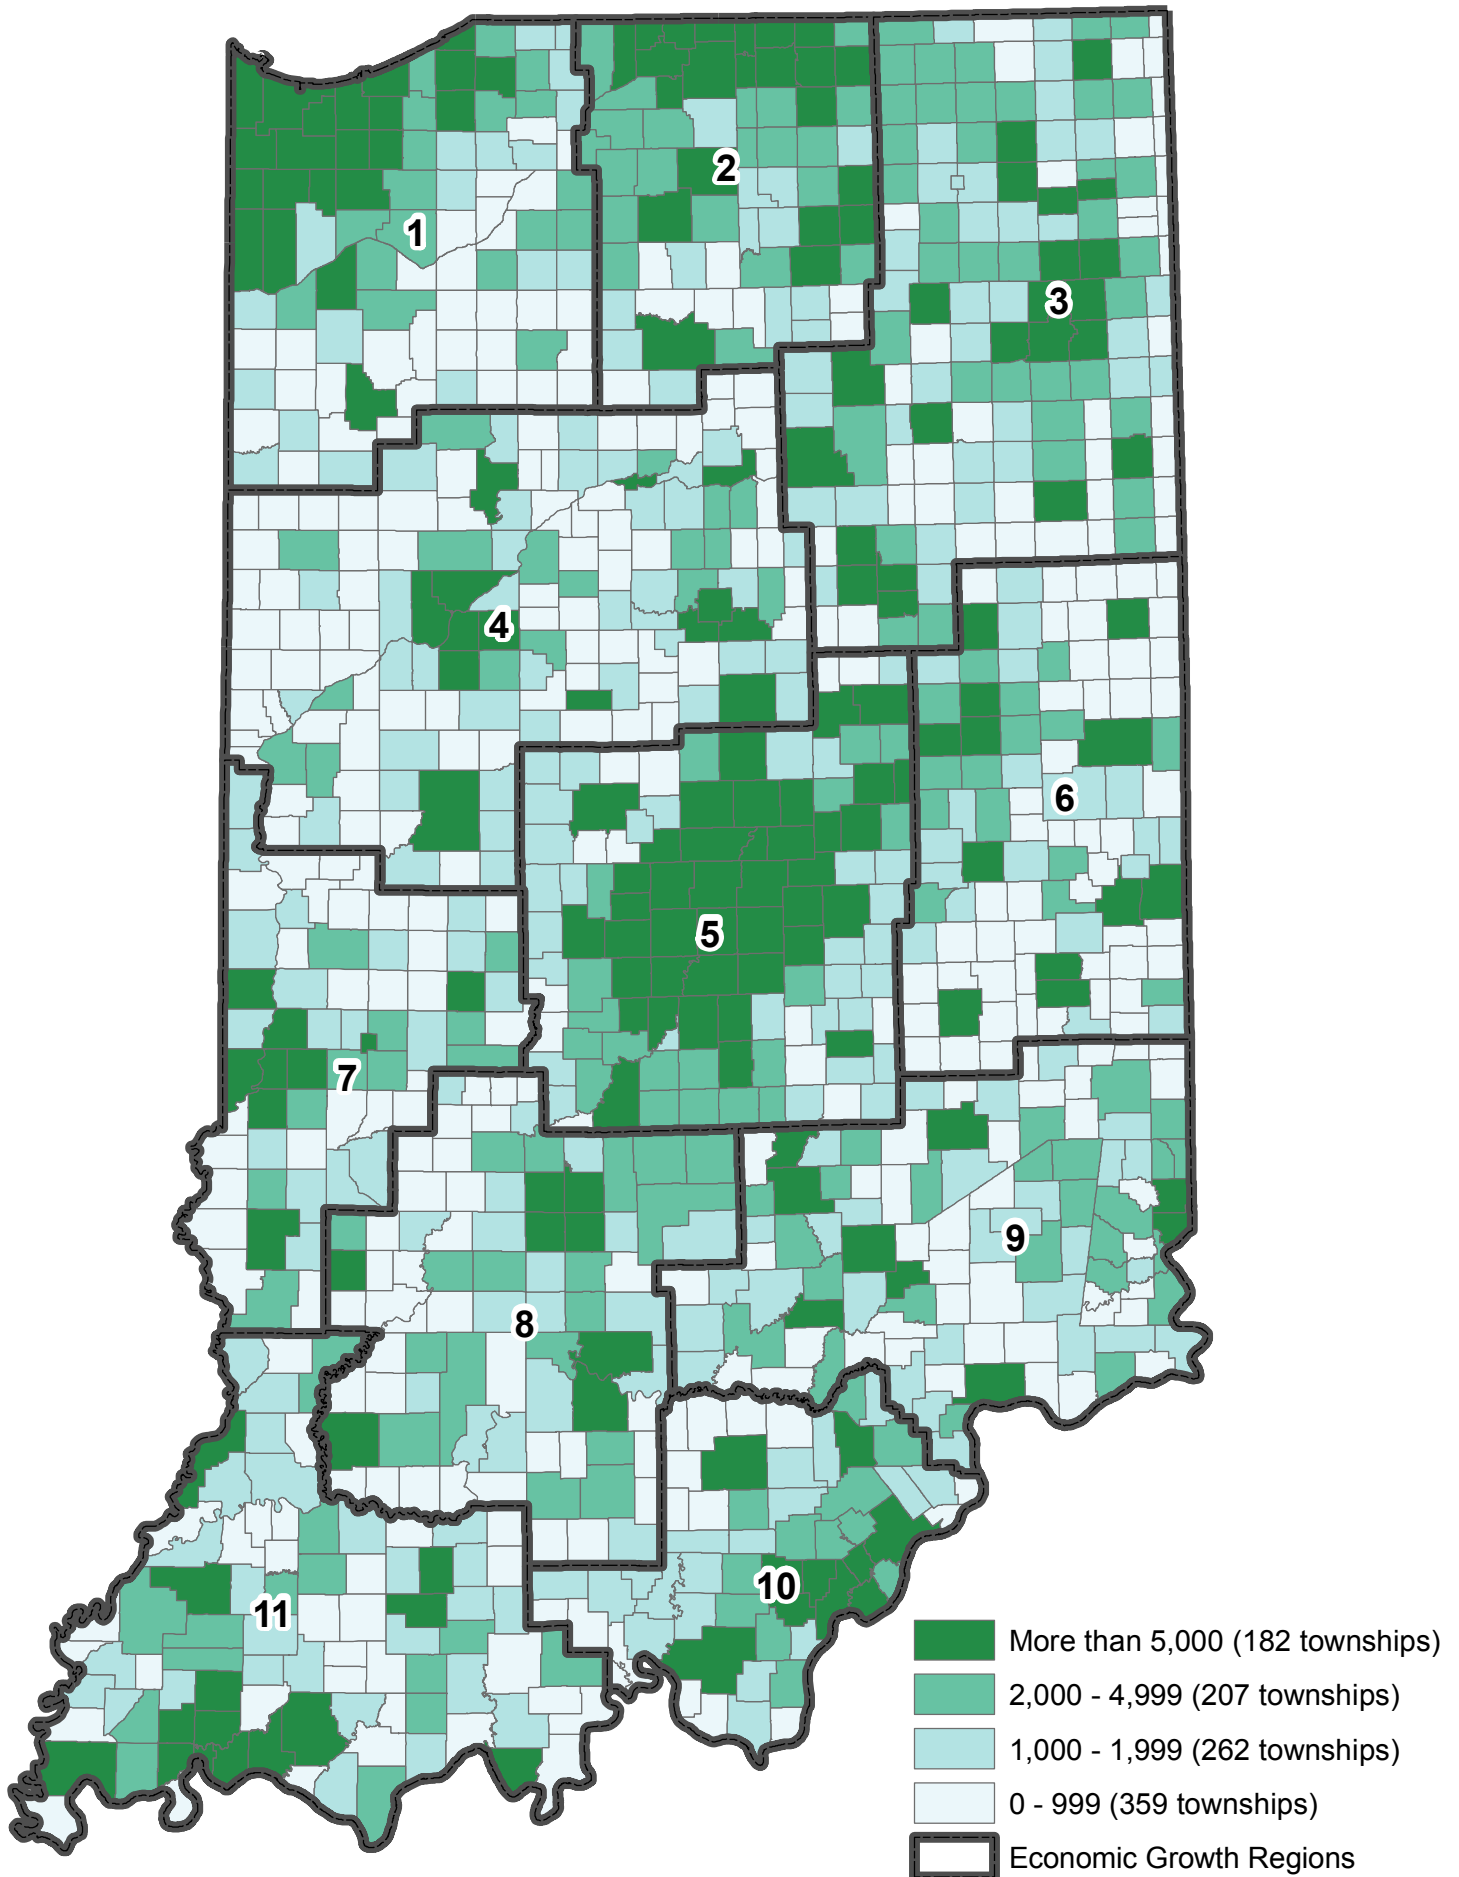 1
2
3
4
5
6
7
8
9
10
11
More than 5,000 (182 townships)
2,000 - 4,999 (207 townships)
1,000 - 1,999 (262 townships)
0 - 999 (359 townships)
Economic Growth Regions